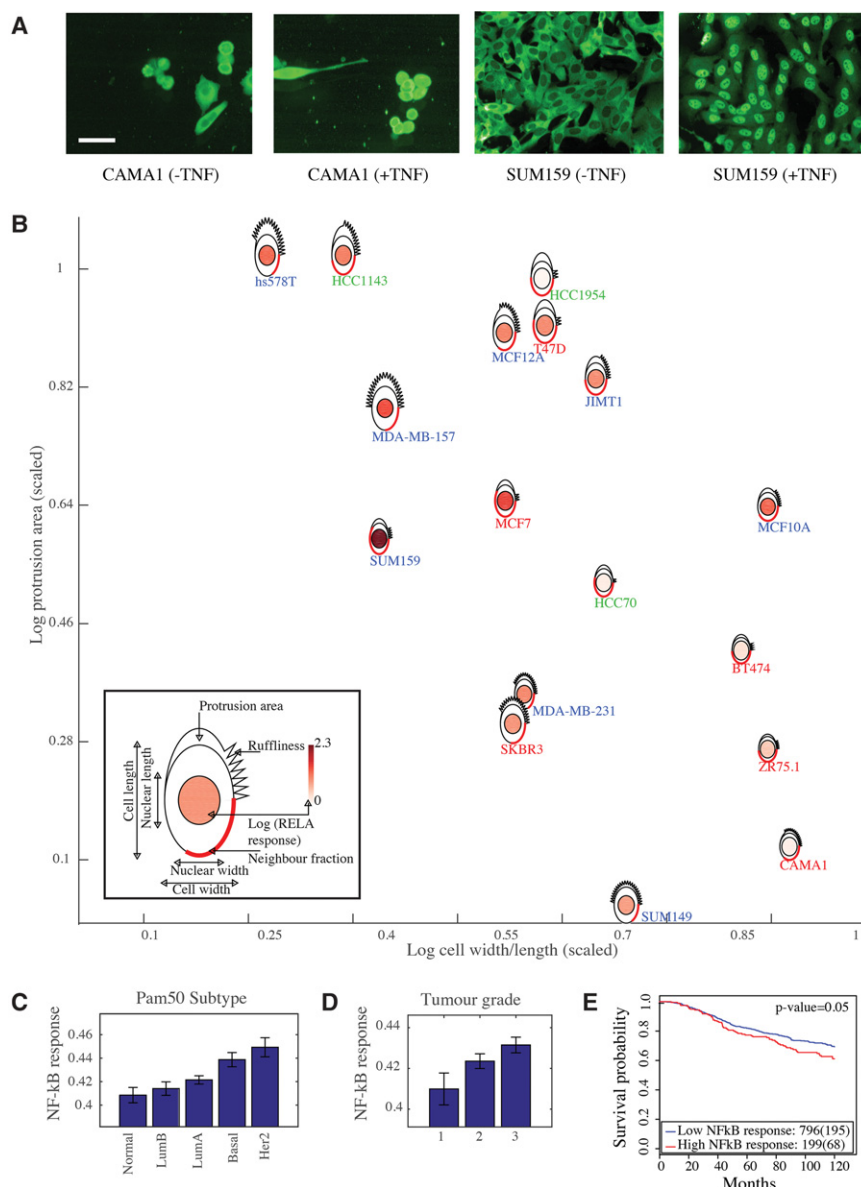 A
CAMA1 (-TNF)
CAMA1 (+TNF)
SUM159 (-TNF)
SUM159 (+TNF)
B
Log protrusion area (scaled)
1
0.82
0.64
0.46
0.28
0.1
hs578T
HCC1143
HCC1954
MCF12A
T47D
JIMT1
MDA-MB-157
MCF7
MCF10A
SUM159
HCC70
BT474
MDA-MB-231
SKBR3
ZR75.1
CAMA1
SUM149
Protrusion area
Ruffliness
2.3
0
Cell length
Nuclear length
Log (RELA
response)
Neighbour fraction
Nuclear width
Cell width
0.1
0.25
0.4
0.55
0.7
0.85
1
Log cell width/length (scaled)
C
Pam50 Subtype
NF-kB response
0.46
0.44
0.42
0.4
Normal
LumB
LumA
Basal
Her2
D
Tumour grade
NF-kB response
0.44
0.42
0.4
1
2
3
E
p-value=0.05
Survival probability
1.0
0.8
0.6
0.4
0.2
0.0
Low NFkB response: 796(195)
High NFkB response: 199(68)
0 20 40 60 80 100 120
Months